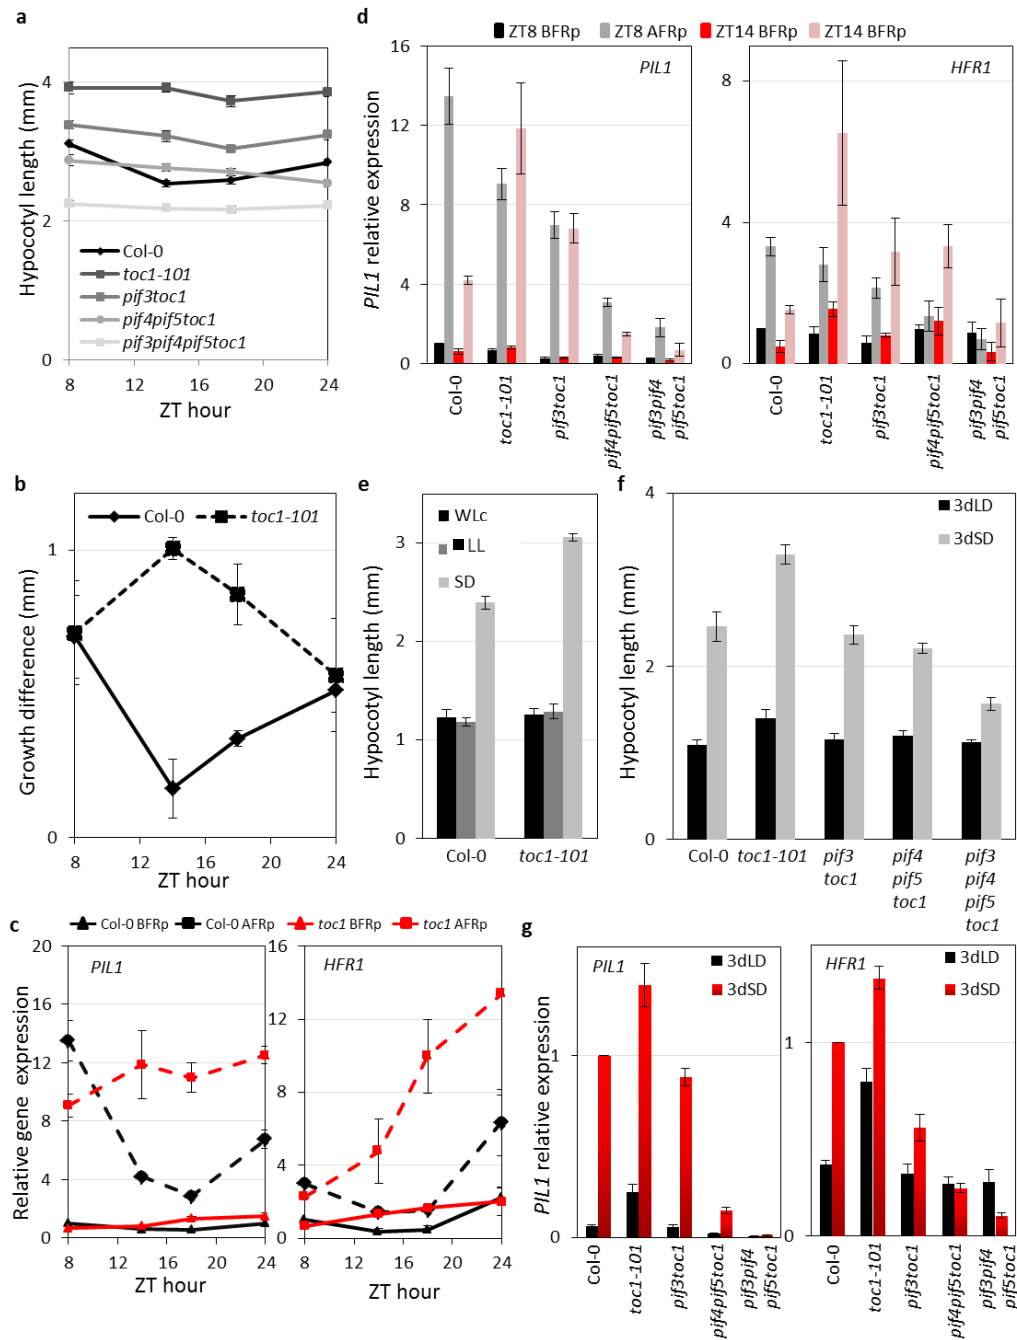 a
Hypocotyl length (mm)
4
2
0
Col-0
toc1-101
pif3toc1
pif4pif5toc1
pif3pif4pif5toc1
8 12 16 20 24
ZT hour
d
ZT8 BFRp ZT8 AFRp ZT14 BFRp ZT14 BFRp
PIL1 relative expression
16
12
8
4
0
PIL1
Col-0
toc1-101
pif3toc1
pif4pif5toc1
pif3pif4
pif5toc1
8
4
0
HFR1
Col-0
toc1-101
pif3toc1
pif4pif5toc1
pif3pif4
pif5toc1
b
Col-0 toc1-101
Growth difference (mm)
1
0
8 12 16 20 24
ZT hour
e
Hypocotyl length (mm)
WLc
LL
SD
3
2
1
0
Col-0 toc1-101
f
Hypocotyl length (mm)
4
2
0
3dLD
3dSD
Col-0 toc1-101 pif3 pif4 pif3
toc1 pif5 pif4
toc1 pif5
toc1
c
Col-0 BFRp Col-0 AFRp toc1 BFRp toc1 AFRp
Relative gene expression
20
16
12
8
4
0
PIL1
8 12 16 20 24
ZT hour
16
12
8
4
0
HFR1
8 12 16 20 24
ZT hour
g
PIL1 relative expression
1
0
PIL1
3dLD
3dSD
Col-0
toc1-101
pif3toc1
pif4pif5toc1
pif3pif4
pif5toc1
1
0
HFR1
3dLD
3dSD
Col-0
toc1-101
pif3toc1
pif4pif5toc1
pif3pif4
pif5toc1